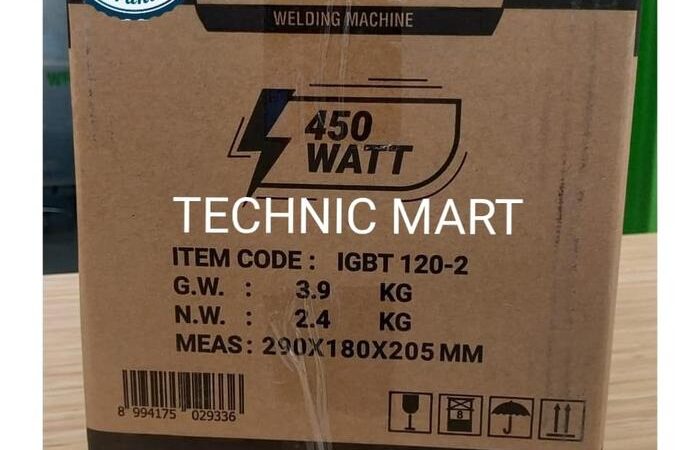 WELDING MACHINE
450
WATT
TECHNIC MART
ITEM CODE : IGBT 120-2
G.W. : 3.9 KG
N.W. : 2.4 KG
MEAS : 290X180X205 MM
8 994175 029336
8